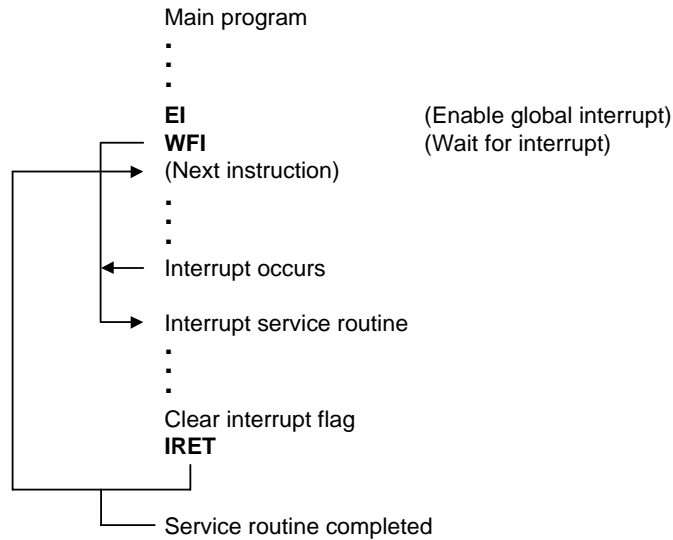 Main program
.
.
.
EI (Enable global interrupt)
WFI (Wait for interrupt)
(Next instruction)
.
.
.
Interrupt occurs
Interrupt service routine
.
.
.
Clear interrupt flag
IRET
Service routine completed